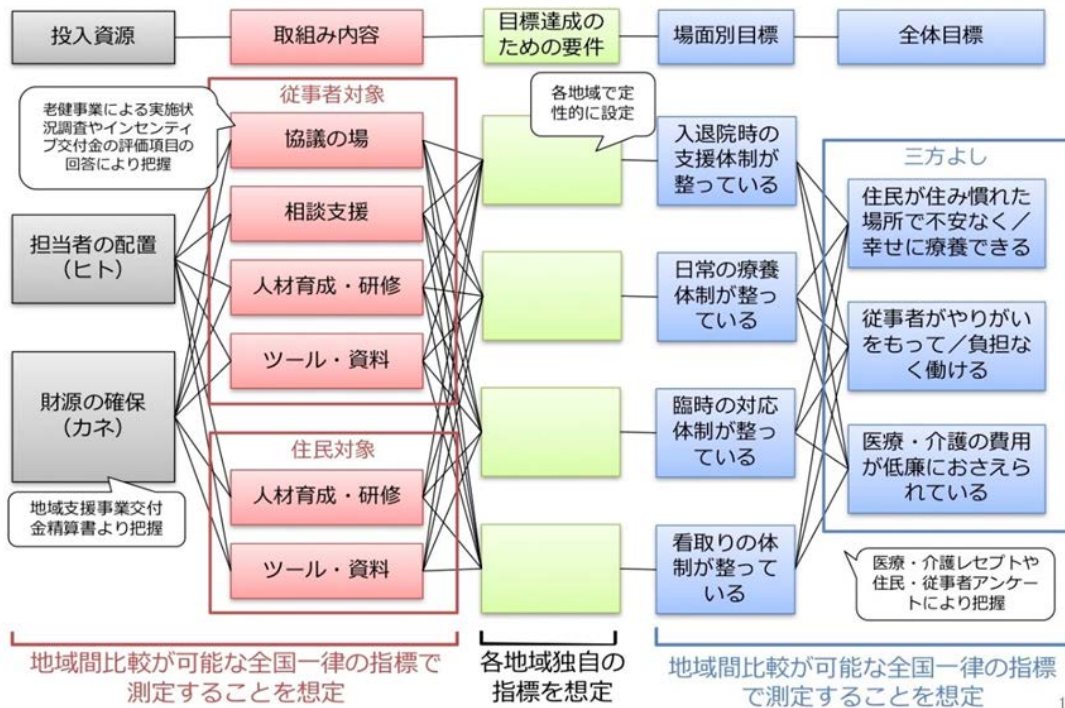 投入資源
取組み内容
目標達成の
ための要件
場面別目標
全体目標
老健事業による実施状
況調査やインセンティ
ブ交付金の評価項目の
回答により把握
担当者の配置
（ヒト）
財源の確保
（カネ）
地域支援事業交付
金精算書より把握
従事者対象
協議の場
相談支援
人材育成・研修
ツール・資料
住民対象
人材育成・研修
ツール・資料
各地域で定
性的に設定
入退院時の
支援体制が
整っている
日常の療養
体制が整っ
ている
臨時の対応
体制が整っ
ている
看取りの体
制が整って
いる
三方よし
住民が住み慣れた
場所で不安なく／
幸せに療養できる
従事者がやりがい
をもって／負担な
く働ける
医療・介護の費用
が低廉におさえら
れている
医療・介護レセプトや
住民・従事者アンケー
トにより把握
地域間比較が可能な全国一律の指標で
測定することを想定
各地域独自の
指標を想定
地域間比較が可能な全国一律の指標
で測定することを想定
1